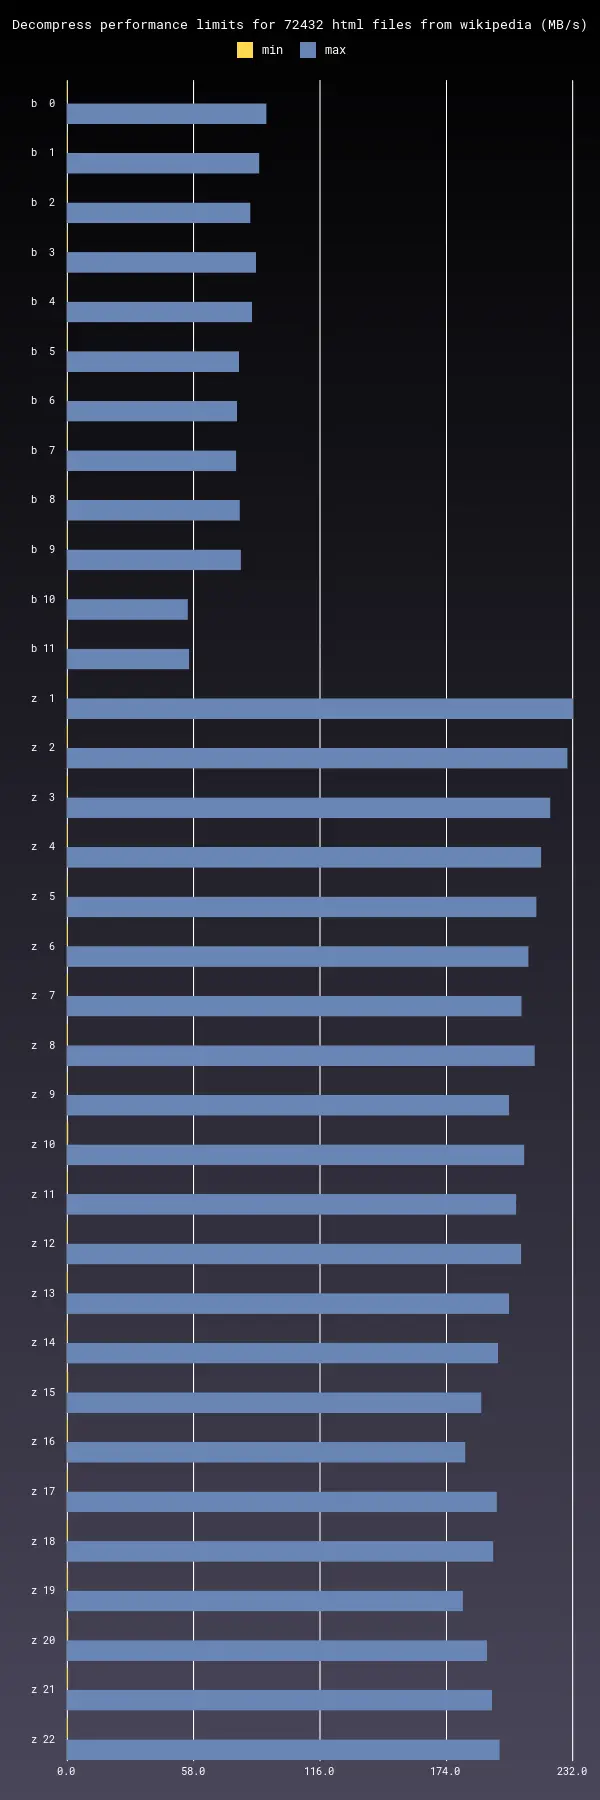 Decompress performance limits for 72432 html files from wikipedia (MB/s)
min max
b 0
b 1
b 2
b 3
b 4
b 5
b 6
b 7
b 8
b 9
b 10
b 11
z 1
z 2
z 3
z 4
z 5
z 6
z 7
z 8
z 9
z 10
z 11
z 12
z 13
z 14
z 15
z 16
z 17
z 18
z 19
z 20
z 21
z 22
0.0 58.0 116.0 174.0 232.0